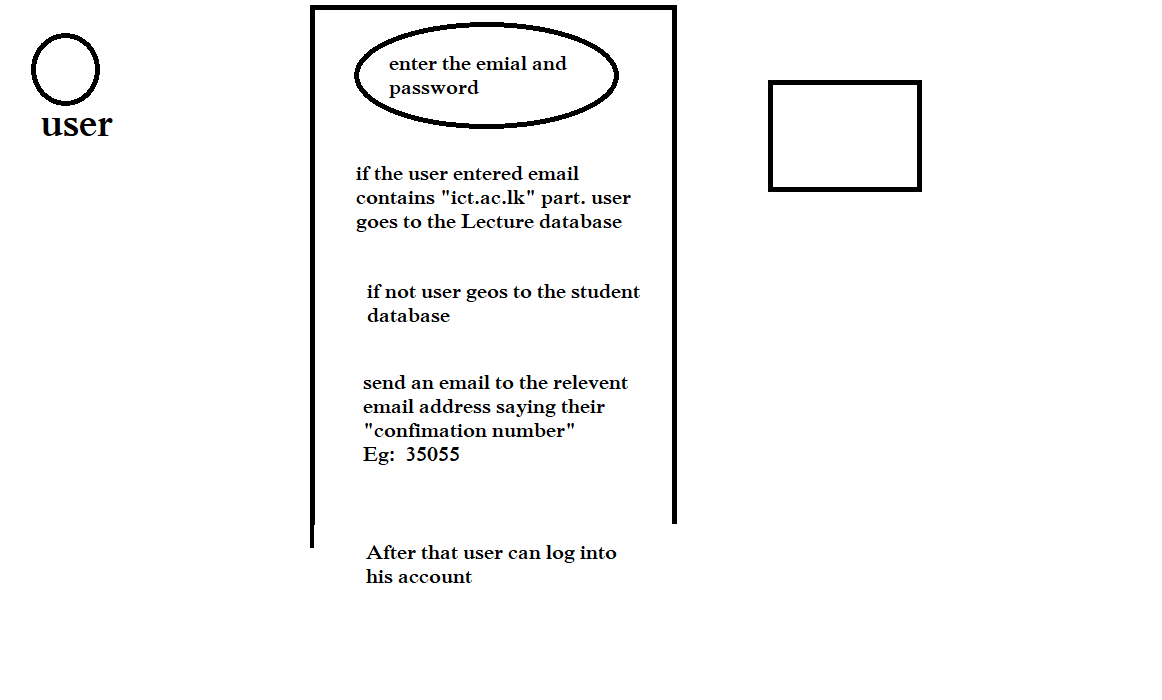 user
enter the emial and
password
if the user entered email
contains "ict.ac.lk" part. user
goes to the Lecture database
if not user geos to the student
database
send an email to the relevent
email address saying their
"confimation number"
Eg:  35055
After that user can log into
his account